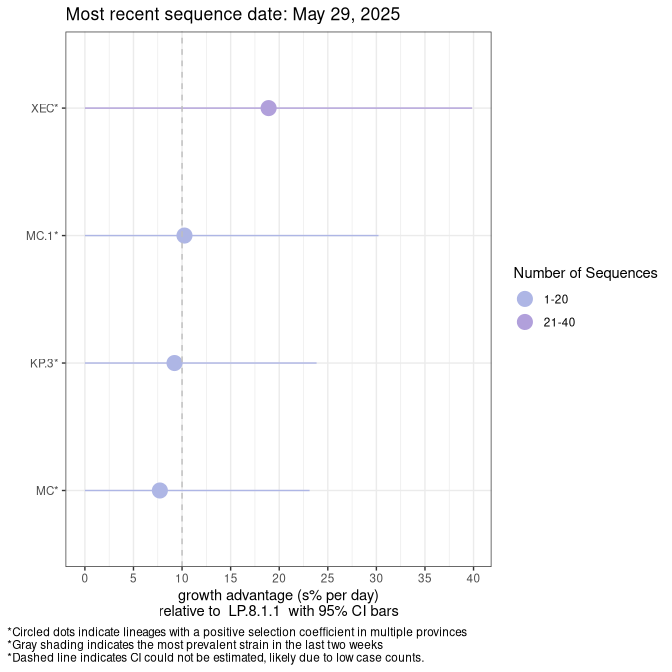 Most recent sequence date: May 29, 2025
XEC*
MC.1*
KP.3*
MC*
0 5 10 15 20 25 30 35 40
growth advantage (s% per day)
relative to LP.8.1.1 with 95% CI bars
Number of Sequences
1-20
21-40
*Circled dots indicate lineages with a positive selection coefficient in multiple provinces
*Gray shading indicates the most prevalent strain in the last two weeks
*Dashed line indicates CI could not be estimated, likely due to low case counts.